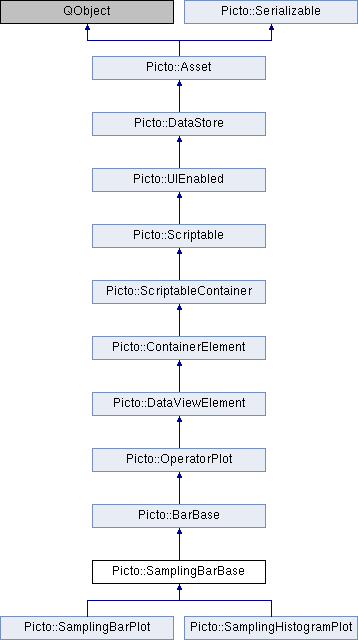 QObject
Picto::Serializable
Picto::Asset
Picto::DataStore
Picto::UIEnabled
Picto::Scriptable
Picto::ScriptableContainer
Picto::ContainerElement
Picto::DataViewElement
Picto::OperatorPlot
Picto::BarBase
Picto::SamplingBarBase
Picto::SamplingBarPlot
Picto::SamplingHistogramPlot